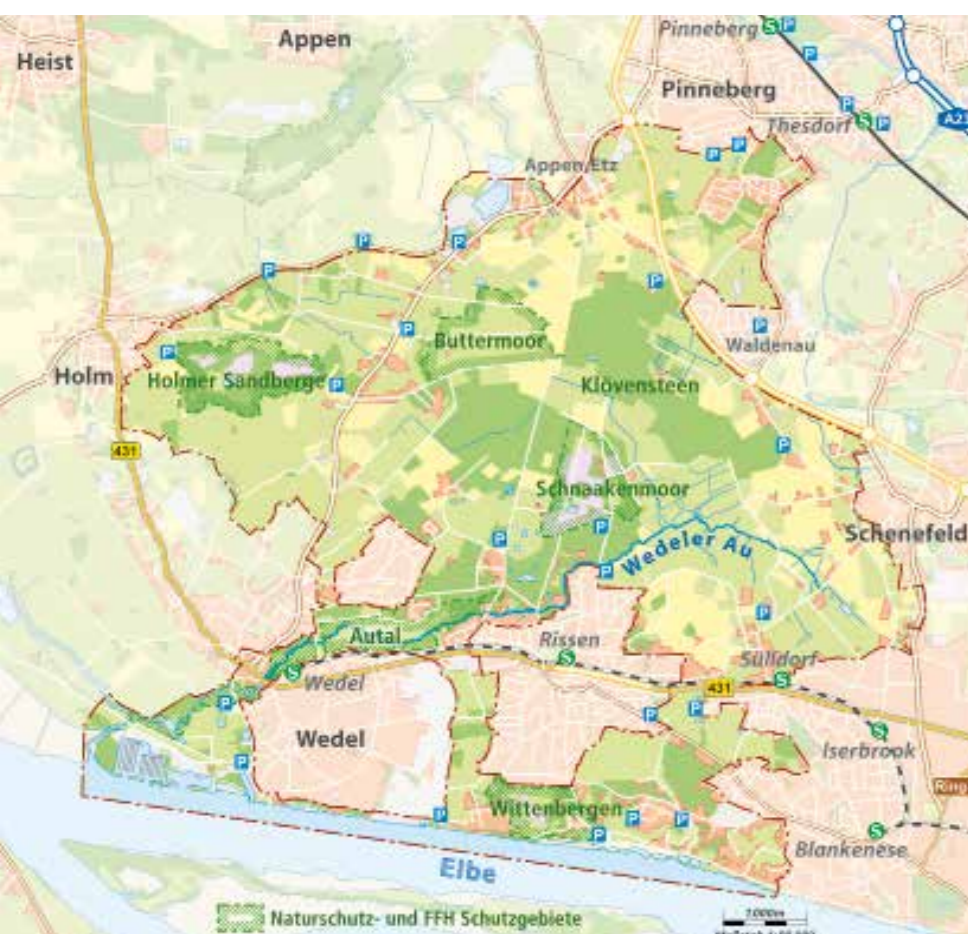 Appen
Heist
Pinneberg
S
P
P
Pinneberg
P
A23
Thesdorf
S
P
P
P
Appen/Etz
P
P
P
P
P
P
Buttermoor
Waldenau
P
Holm
Holmer Sandberge
P
Klövensteen
431
P
Schnaakenmoor
P
P
Schenefeld
Wedeler Au
P
P
Autal
Rissen
S
Sülldorf
S
S
Wedel
431
P
P
P
Wedel
S
Iserbrook
P
Ring
P
Wittenbergen
P
P
P
S
Blankenese
Elbe
Naturschutz- und FFH Schutzgebiete
1000m